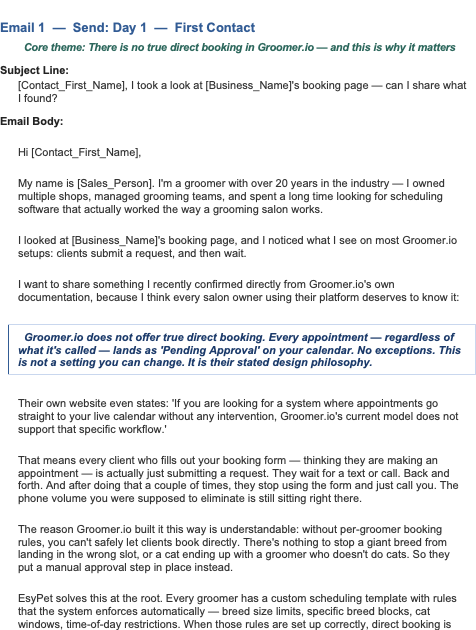 Email 1 — Send: Day 1 — First Contact
Core theme: There is no true direct booking in Groomer.io — and this is why it matters
Subject Line:
[Contact_First_Name], I took a look at [Business_Name]'s booking page — can I share what
I found?
Email Body:
Hi [Contact_First_Name],
My name is [Sales_Person]. I'm a groomer with over 20 years in the industry — I owned
multiple shops, managed grooming teams, and spent a long time looking for scheduling
software that actually worked the way a grooming salon works.
I looked at [Business_Name]'s booking page, and I noticed what I see on most Groomer.io
setups: clients submit a request, and then wait.
I want to share something I recently confirmed directly from Groomer.io's own
documentation, because I think every salon owner using their platform deserves to know it:
Groomer.io does not offer true direct booking. Every appointment — regardless of
what it's called — lands as 'Pending Approval' on your calendar. No exceptions. This
is not a setting you can change. It is their stated design philosophy.
Their own website even states: 'If you are looking for a system where appointments go
straight to your live calendar without any intervention, Groomer.io's current model does not
support that specific workflow.'
That means every client who fills out your booking form — thinking they are making an
appointment — is actually just submitting a request. They wait for a text or call. Back and
forth. And after doing that a couple of times, they stop using the form and just call you. The
phone volume you were supposed to eliminate is still sitting right there.
The reason Groomer.io built it this way is understandable: without per-groomer booking
rules, you can't safely let clients book directly. There's nothing to stop a giant breed from
landing in the wrong slot, or a cat ending up with a groomer who doesn't do cats. So they
put a manual approval step in place instead.
EsyPet solves this at the root. Every groomer has a custom scheduling template with rules
that the system enforces automatically — breed size limits, specific breed blocks, cat
windows, time-of-day restrictions. When those rules are set up correctly, direct booking is